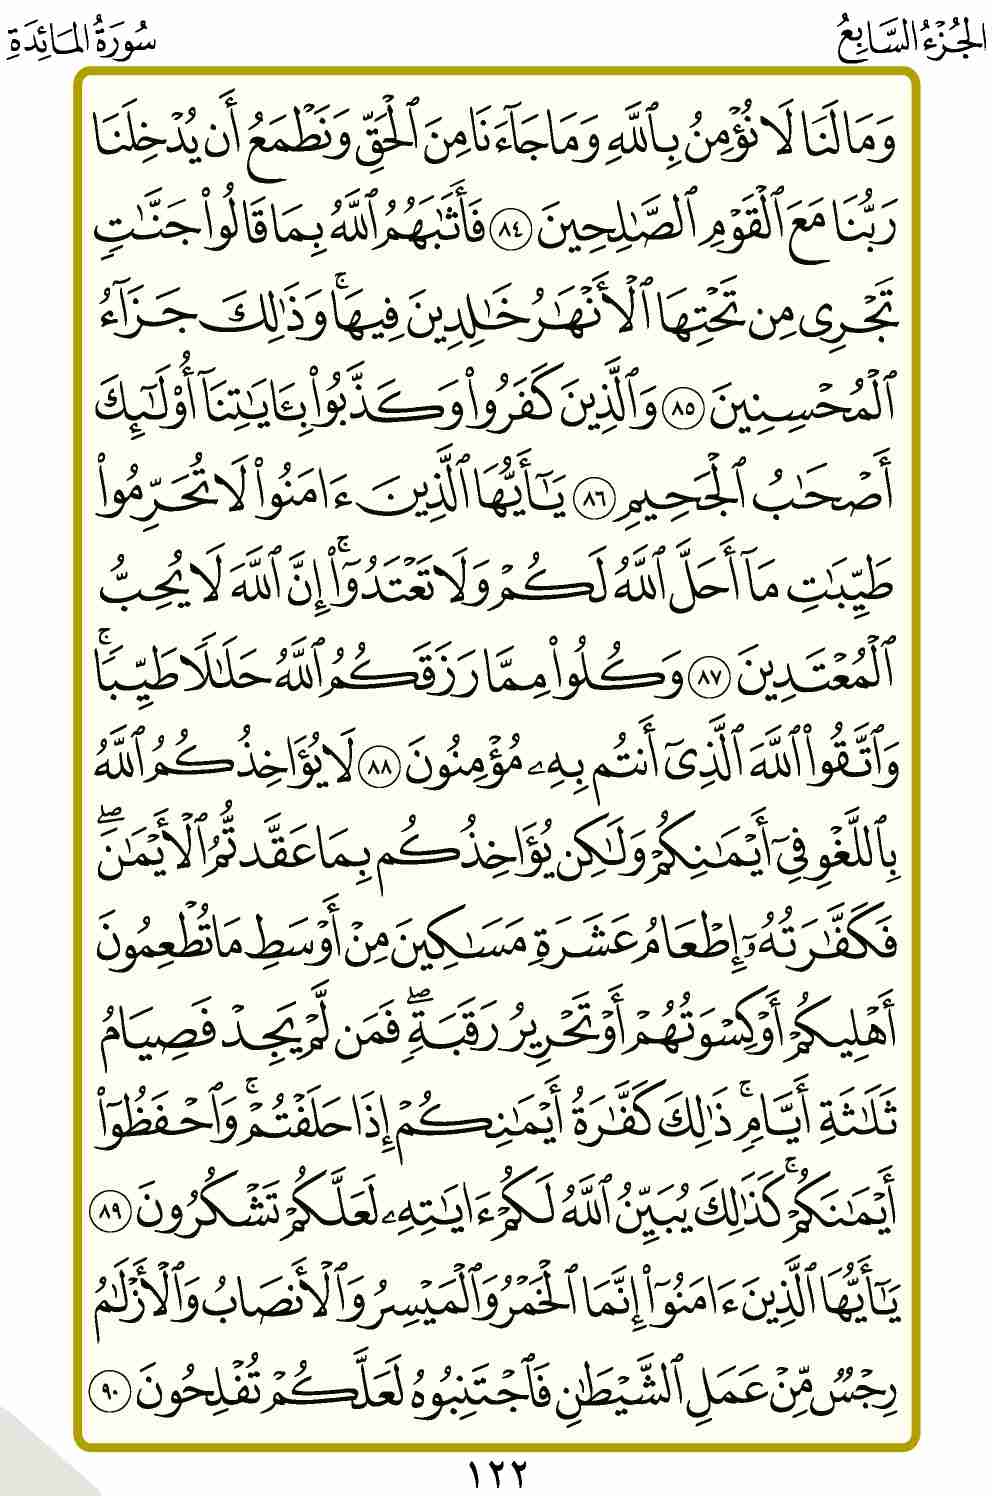 الجُزْءُ السَّابِعُ
سُورَةُ المَائِدَةِ
وَمَا لَنَا لَا نُؤْمِنُ بِٱللَّهِ وَمَا جَآءَنَا مِنَ ٱلْحَقِّ وَنَطْمَعُ أَن يُدْخِلَنَا
رَبُّنَا مَعَ ٱلْقَوْمِ ٱلصَّـٰلِحِينَ ٨٤ فَأَثَـٰبَهُمُ ٱللَّهُ بِمَا قَالُوا۟ جَنَّـٰتٍ
تَجْرِى مِن تَحْتِهَا ٱلْأَنْهَـٰرُ خَـٰلِدِينَ فِيهَا ۚ وَذَٰلِكَ جَزَآءُ
ٱلْمُحْسِنِينَ ٨٥ وَٱلَّذِينَ كَفَرُوا۟ وَكَذَّبُوا۟ بِـَٔايَـٰتِنَآ أُو۟لَـٰٓئِكَ
أَصْحَـٰبُ ٱلْجَحِيمِ ٨٦ يَـٰٓأَيُّهَا ٱلَّذِينَ ءَامَنُوا۟ لَا تُحَرِّمُوا۟
طَيِّبَـٰتِ مَآ أَحَلَّ ٱللَّهُ لَكُمْ وَلَا تَعْتَدُوٓا۟ ۚ إِنَّ ٱللَّهَ لَا يُحِبُّ
ٱلْمُعْتَدِينَ ٨٧ وَكُلُوا۟ مِمَّا رَزَقَكُمُ ٱللَّهُ حَلَـٰلًا طَيِّبًا ۚ
وَٱتَّقُوا۟ ٱللَّهَ ٱلَّذِىٓ أَنتُم بِهِۦ مُؤْمِنُونَ ٨٨ لَا يُؤَاخِذُكُمُ ٱللَّهُ
بِٱللَّغْوِ فِىٓ أَيْمَـٰنِكُمْ وَلَـٰكِن يُؤَاخِذُكُم بِمَا عَقَّدتُّمُ ٱلْأَيْمَـٰنَ ۖ
فَكَفَّـٰرَتُهُۥٓ إِطْعَامُ عَشَرَةِ مَسَـٰكِينَ مِنْ أَوْسَطِ مَا تُطْعِمُونَ
أَهْلِيكُمْ أَوْ كِسْوَتُهُمْ أَوْ تَحْرِيرُ رَقَبَةٍ ۖ فَمَن لَّمْ يَجِدْ فَصِيَامُ
ثَلَـٰثَةِ أَيَّامٍ ۚ ذَٰلِكَ كَفَّـٰرَةُ أَيْمَـٰنِكُمْ إِذَا حَلَفْتُمْ ۚ وَٱحْفَظُوٓا۟
أَيْمَـٰنَكُمْ ۚ كَذَٰلِكَ يُبَيِّنُ ٱللَّهُ لَكُمْ ءَايَـٰتِهِۦ لَعَلَّكُمْ تَشْكُرُونَ ٨٩
يَـٰٓأَيُّهَا ٱلَّذِينَ ءَامَنُوٓا۟ إِنَّمَا ٱلْخَمْرُ وَٱلْمَيْسِرُ وَٱلْأَنصَابُ وَٱلْأَزْلَـٰمُ
رِجْسٌ مِّنْ عَمَلِ ٱلشَّيْطَـٰنِ فَٱجْتَنِبُوهُ لَعَلَّكُمْ تُفْلِحُونَ ٩٠
١٢٢